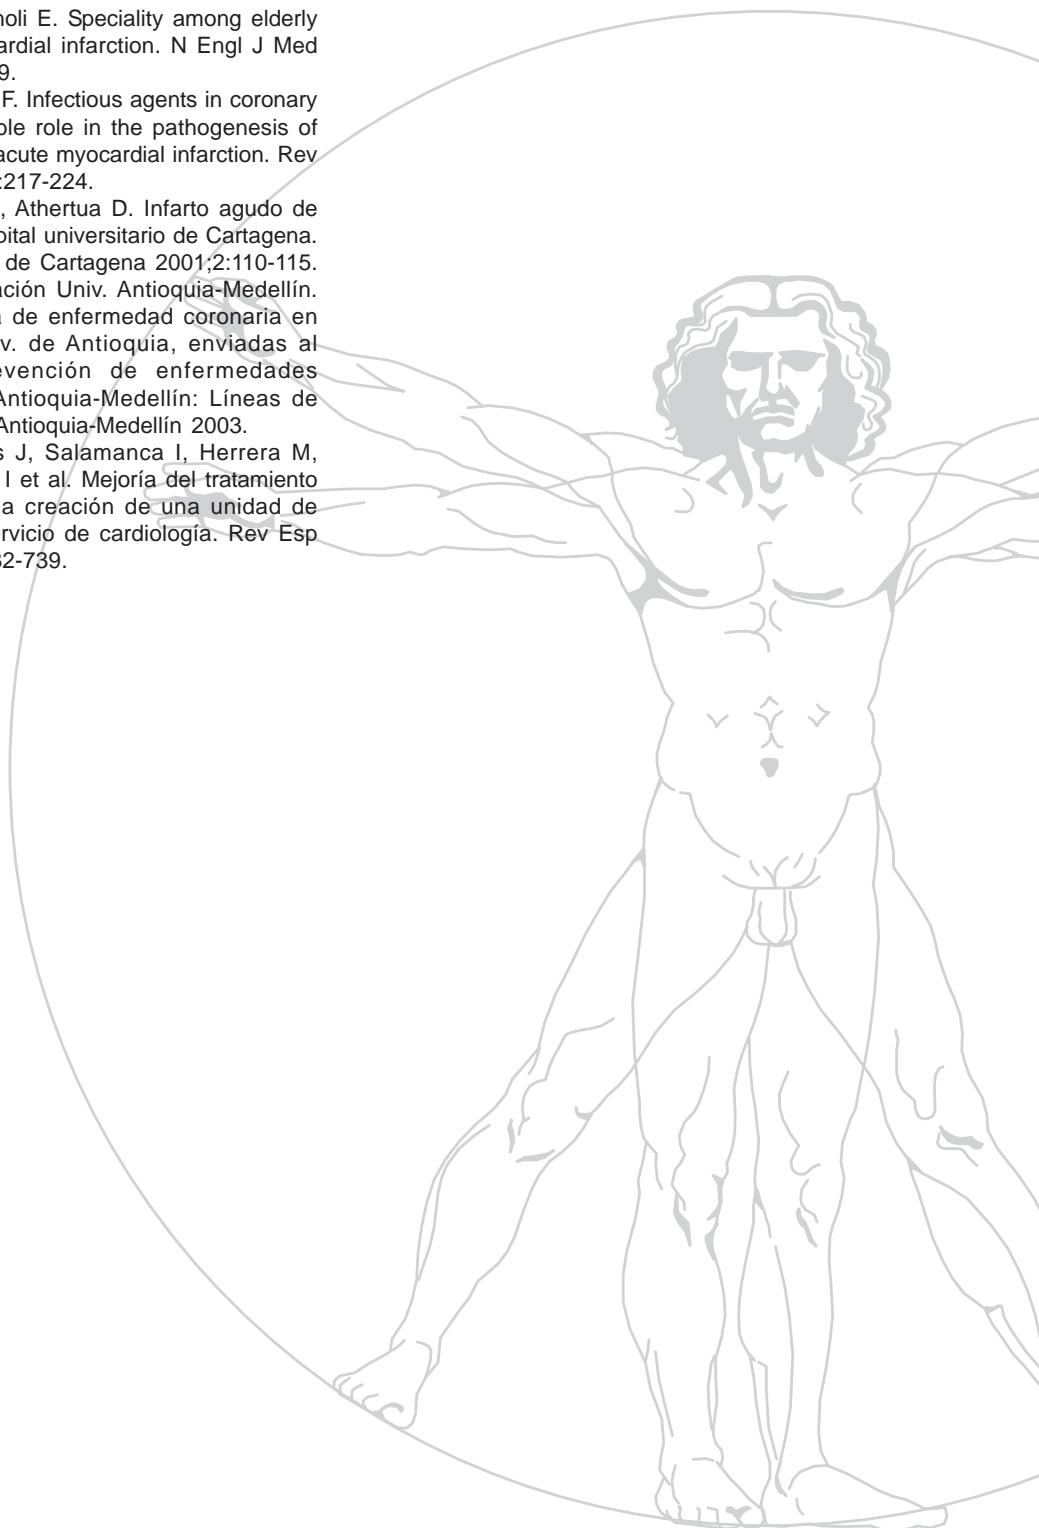 noli E. Speciality among elderly
ardial infarction. N Engl J Med
9.
F. Infectious agents in coronary
ole role in the pathogenesis of
acute myocardial infarction. Rev
:217-224.
, Athertua D. Infarto agudo de
pital universitario de Cartagena.
de Cartagena 2001;2:110-115.
ación Univ. Antioquia-Medellín.
a de enfermedad coronaria en
v. de Antioquia, enviadas al
evención de enfermedades
Antioquia-Medellín: Líneas de
Antioquia-Medellín 2003.
s J, Salamanca I, Herrera M,
I et al. Mejoría del tratamiento
a creación de una unidad de
ervicio de cardiología. Rev Esp
32-739.